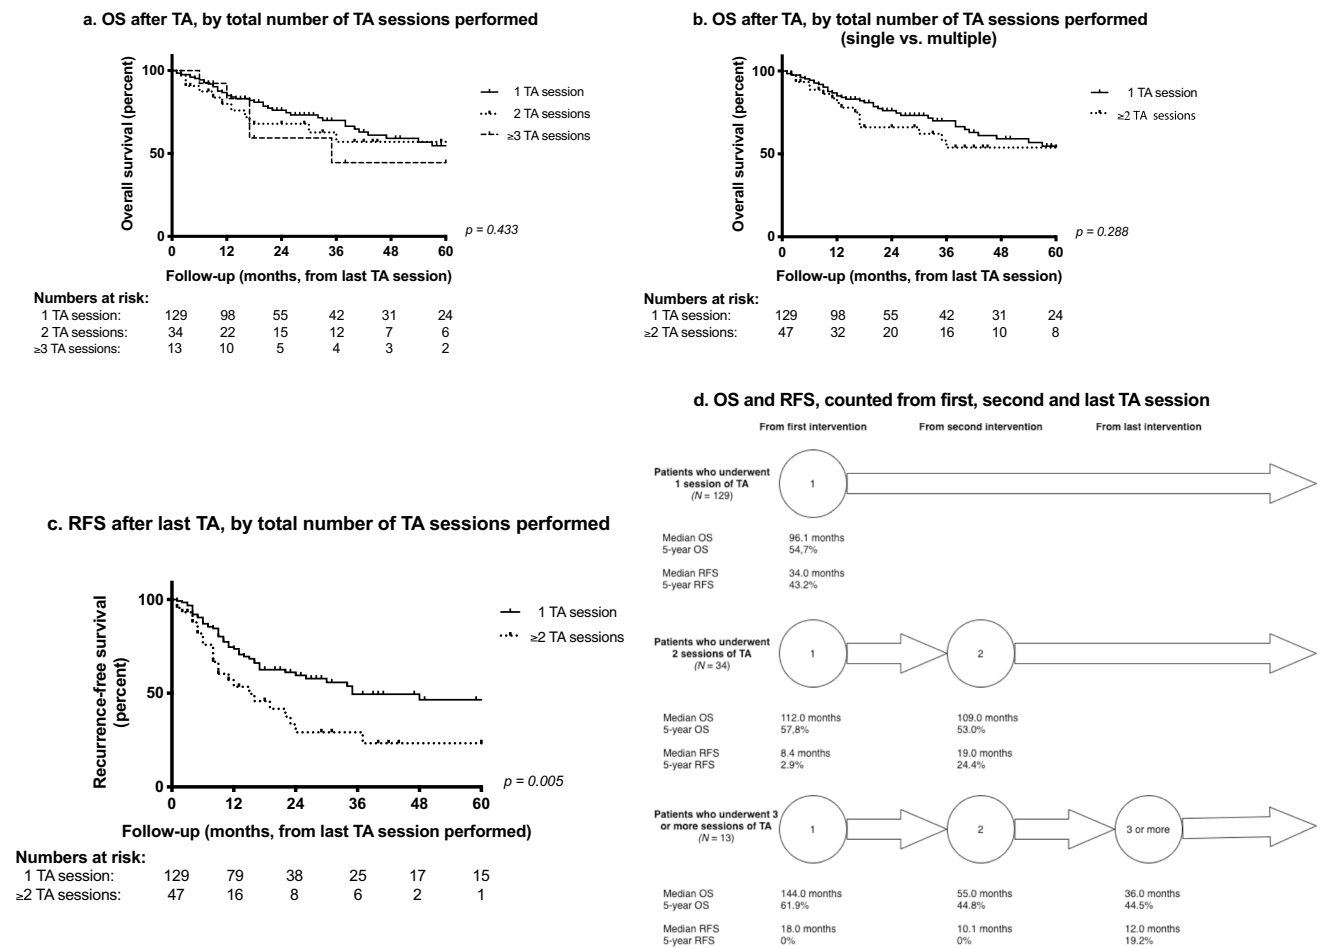 a. OS after TA, by total number of TA sessions performed
Overall survival (percent)
100
50
0
0 12 24 36 48 60
Follow-up (months, from last TA session)
1 TA session
2 TA sessions
≥3 TA sessions
p = 0.433
Numbers at risk:
1 TA session: 129 98 55 42 31 24
2 TA sessions: 34 22 15 12 7 6
≥3 TA sessions: 13 10 5 4 3 2
b. OS after TA, by total number of TA sessions performed
(single vs. multiple)
Overall survival (percent)
100
50
0
0 12 24 36 48 60
Follow-up (months, from last TA session)
1 TA session
≥2 TA sessions
p = 0.288
Numbers at risk:
1 TA session: 129 98 55 42 31 24
≥2 TA sessions: 47 32 20 16 10 8
c. RFS after last TA, by total number of TA sessions performed
Recurrence-free survival
(percent)
100
50
0
0 12 24 36 48 60
Follow-up (months, from last TA session performed)
1 TA session
≥2 TA sessions
p = 0.005
Numbers at risk:
1 TA session: 129 79 38 25 17 15
≥2 TA sessions: 47 16 8 6 2 1
d. OS and RFS, counted from first, second and last TA session
From first intervention From second intervention From last intervention
Patients who underwent
1 session of TA
(N = 129)
1
Median OS 96.1 months
5-year OS 54,7%
Median RFS 34.0 months
5-year RFS 43.2%
Patients who underwent
2 sessions of TA
(N = 34)
1 2
Median OS 112.0 months 109.0 months
5-year OS 57,8% 53.0%
Median RFS 8.4 months 19.0 months
5-year RFS 2.9% 24.4%
Patients who underwent 3
or more sessions of TA
(N = 13)
1 2 3 or more
Median OS 144.0 months 55.0 months 36.0 months
5-year OS 61.9% 44.8% 44.5%
Median RFS 18.0 months 10.1 months 12.0 months
5-year RFS 0% 0% 19.2%